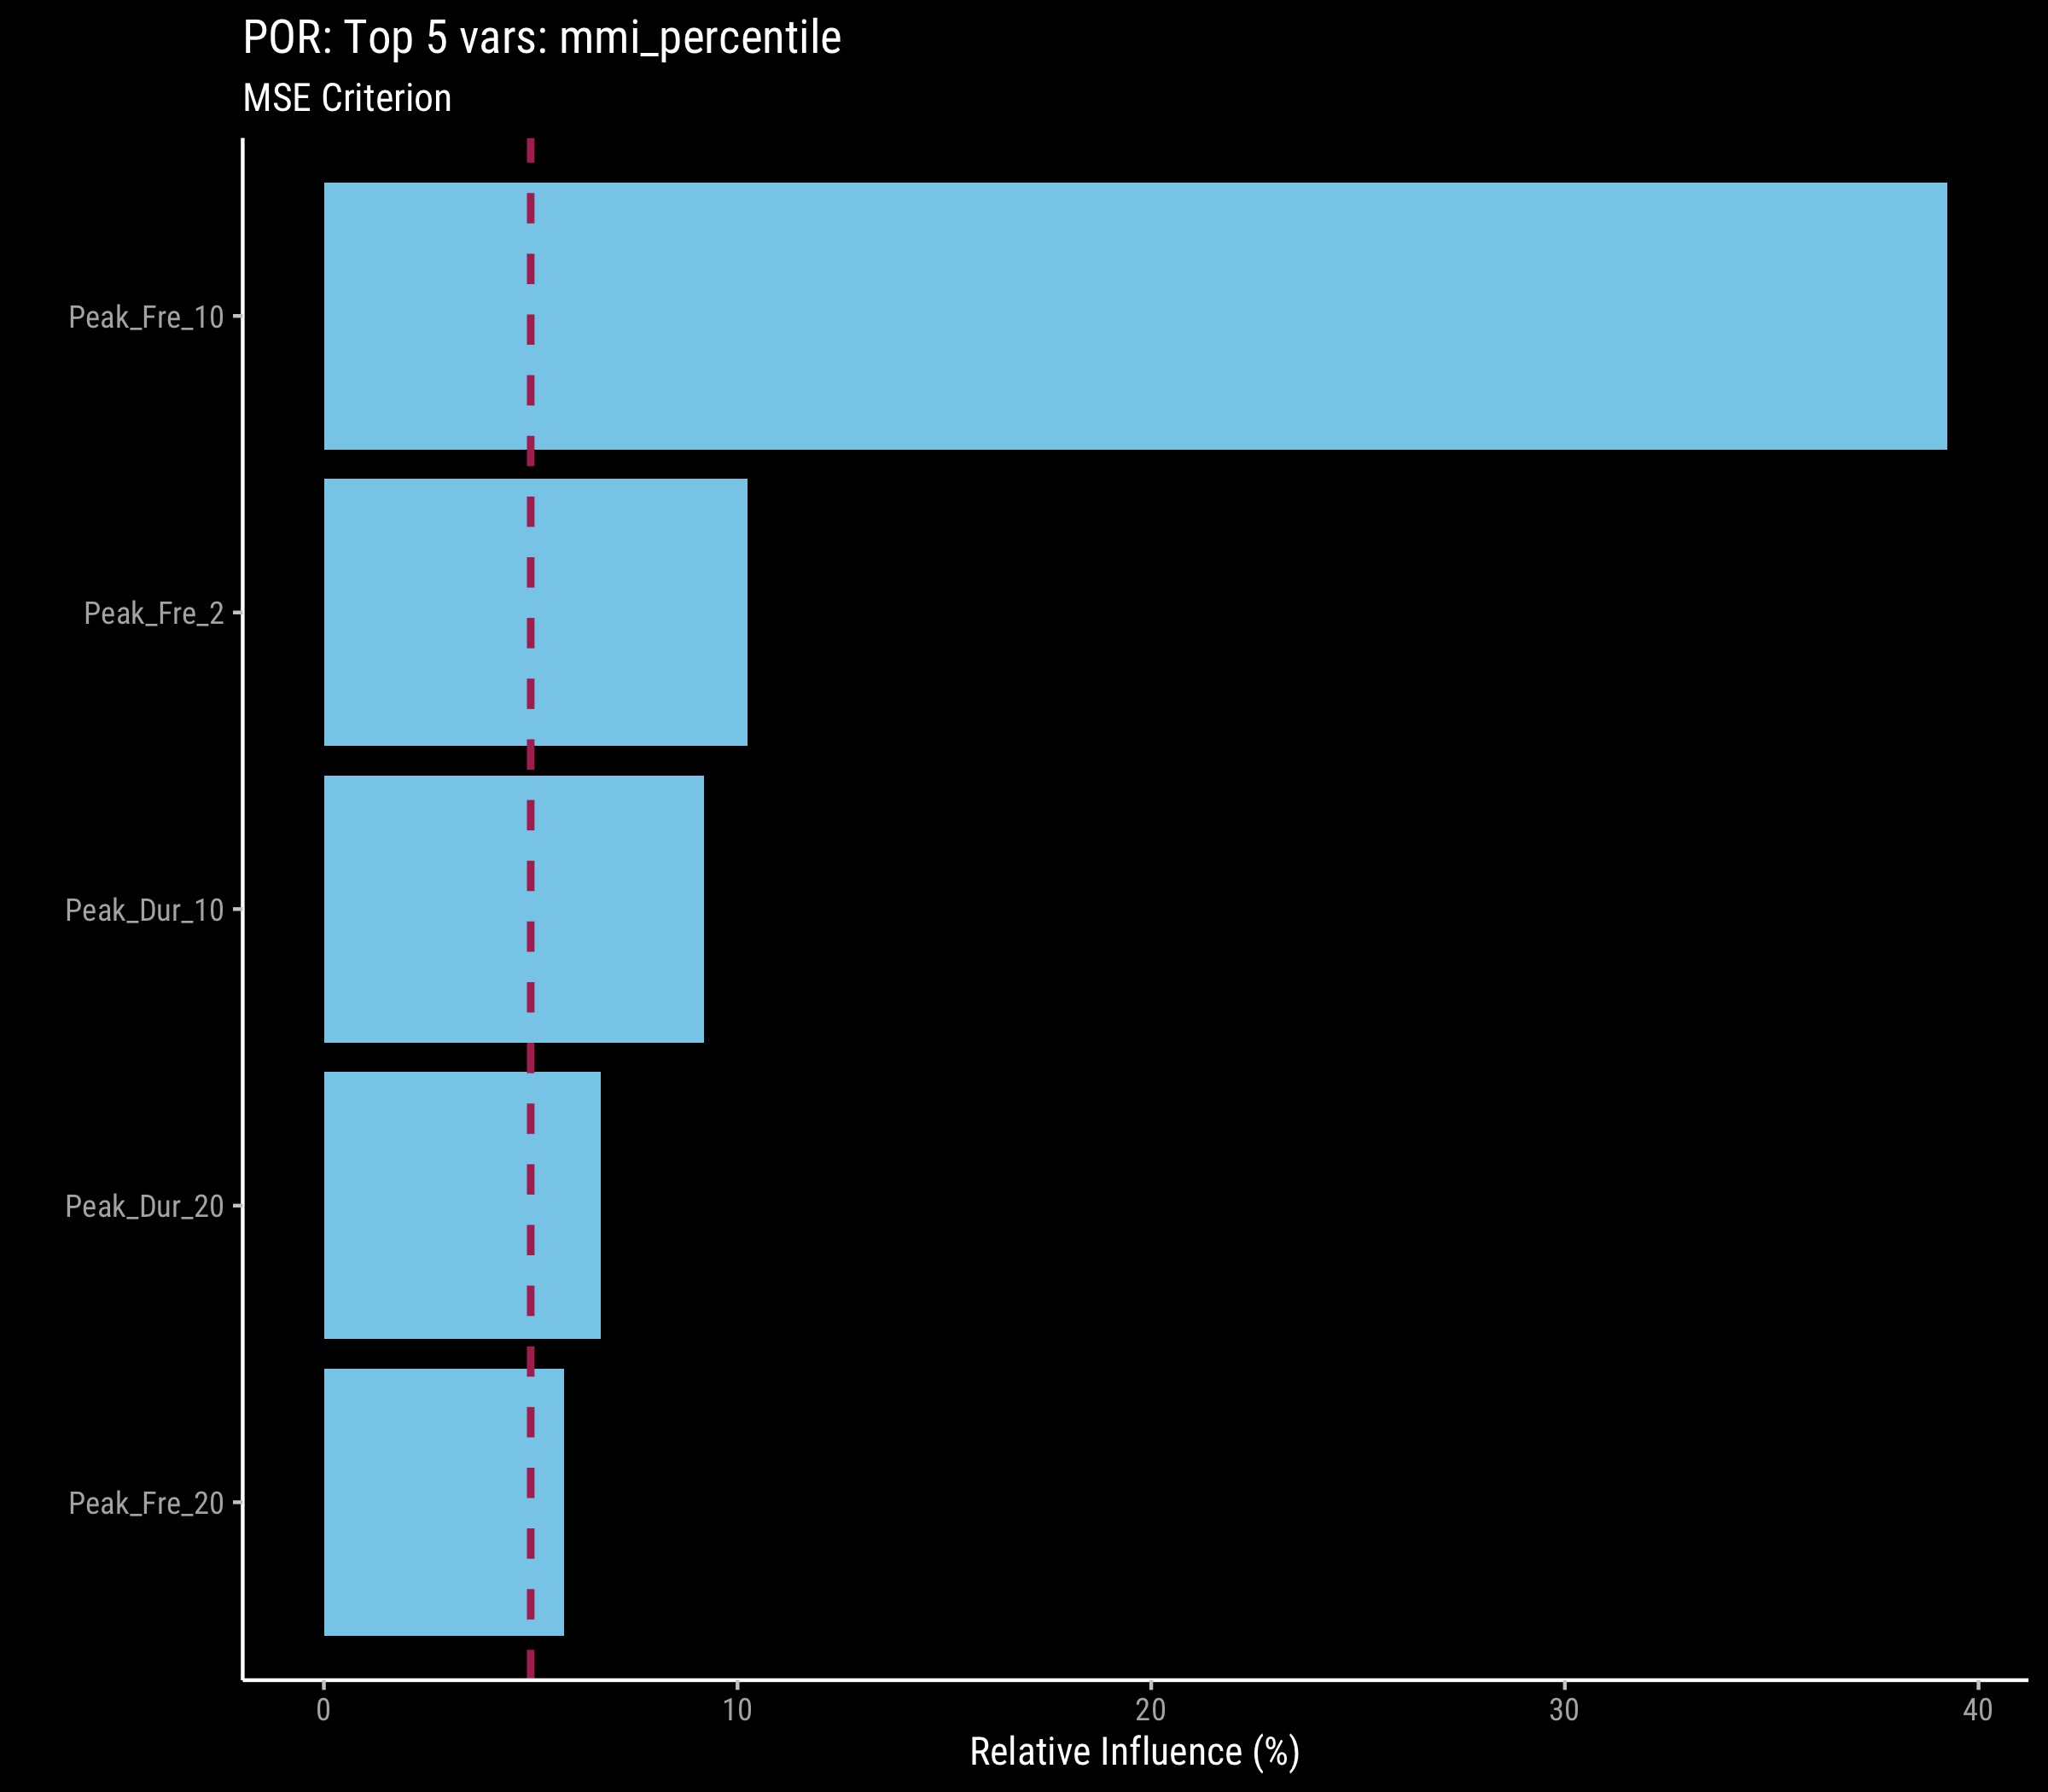 POR: Top 5 vars: mmi_percentile
MSE Criterion
Peak_Fre_10
Peak_Fre_2
Peak_Dur_10
Peak_Dur_20
Peak_Fre_20
0 10 20 30 40
Relative Influence (%)